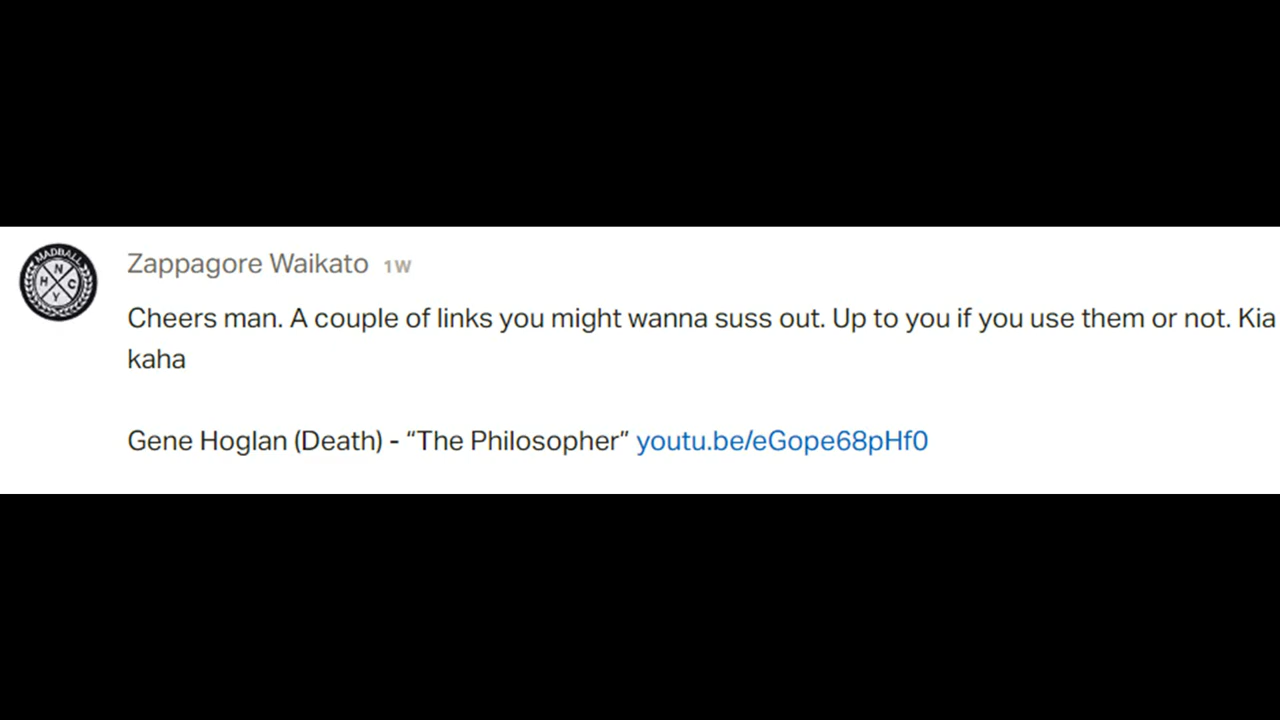 MADBALL
N
H C
Y
Zappagore Waikato 1W
Cheers man. A couple of links you might wanna suss out. Up to you if you use them or not. Kia
kaha
Gene Hoglan (Death) - “The Philosopher” youtu.be/eGope68pHf0